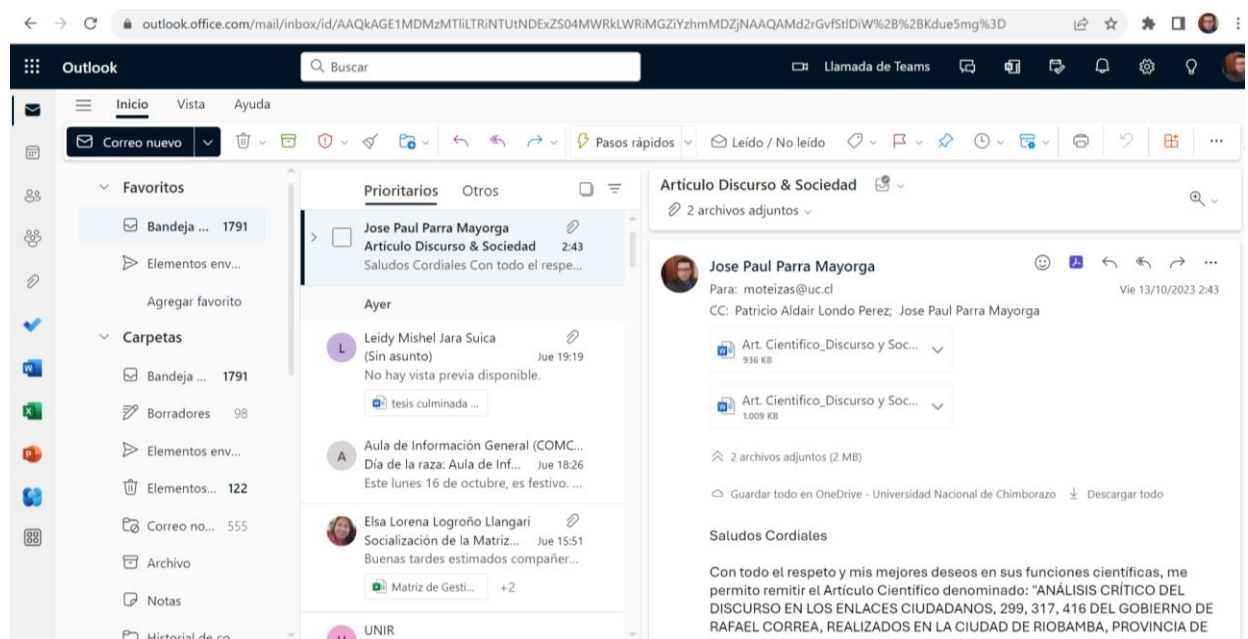 outlook.office.com/mail/inbox/id/AAQkAGE1MDMzMTliLTRiNTUtNDExZS04MWRkLWRiMGZiYzhmMDZjNAAQAMd2rGvfStlDiW%2B%2BKdue5mg%3D
Outlook
Buscar
Llamada de Teams
Inicio Vista Ayuda
Correo nuevo
Pasos rápidos
Leído / No leído
Favoritos
Bandeja ... 1791
Elementos env...
Agregar favorito
Carpetas
Bandeja ... 1791
Borradores 98
Elementos env...
Elementos... 122
Correo no... 555
Archivo
Notas
Historial de co
Prioritarios Otros
Jose Paul Parra Mayorga
Artículo Discurso & Sociedad 2:43
Saludos Cordiales Con todo el respe...
Ayer
L
Leidy Mishel Jara Suica
(Sin asunto) Jue 19:19
No hay vista previa disponible.
tesis culminada ...
A
Aula de Información General (COMC...
Día de la raza: Aula de Inf... Jue 18:26
Este lunes 16 de octubre, es festivo. ...
Elsa Lorena Logroño Llangari
Socialización de la Matriz... Jue 15:51
Buenas tardes estimados compañer...
Matriz de Gesti... +2
UNIR
Artículo Discurso & Sociedad
2 archivos adjuntos
Jose Paul Parra Mayorga
Para: moteizas@uc.cl
Vie 13/10/2023 2:43
CC: Patricio Aldair Londo Perez; Jose Paul Parra Mayorga
Art. Cientifico_Discurso y Soc...
936 KB
Art. Cientifico_Discurso y Soc...
1.009 KB
2 archivos adjuntos (2 MB)
Guardar todo en OneDrive - Universidad Nacional de Chimborazo Descargar todo
Saludos Cordiales
Con todo el respeto y mis mejores deseos en sus funciones científicas, me
permito remitir el Artículo Científico denominado: "ANÁLISIS CRÍTICO DEL
DISCURSO EN LOS ENLACES CIUDADANOS, 299, 317, 416 DEL GOBIERNO DE
RAFAEL CORREA, REALIZADOS EN LA CIUDAD DE RIOBAMBA, PROVINCIA DE